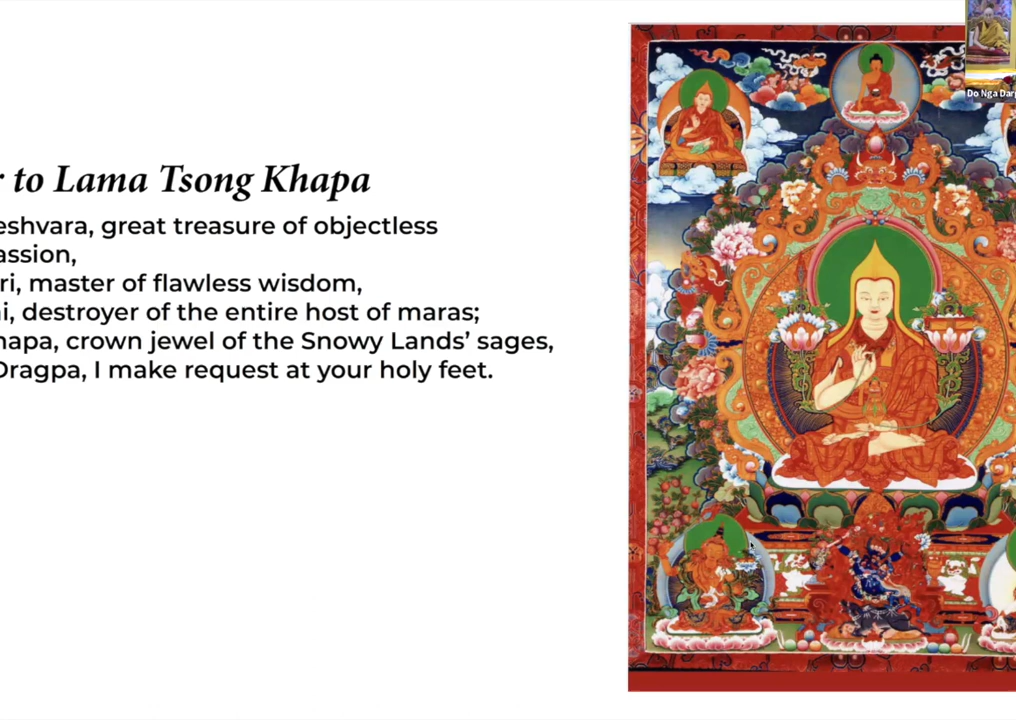 r to Lama Tsong Khapa
eshvara, great treasure of objectless
assion,
ri, master of flawless wisdom,
i, destroyer of the entire host of maras;
hapa, crown jewel of the Snowy Lands’ sages,
Dragpa, I make request at your holy feet.
Do Nga Darg